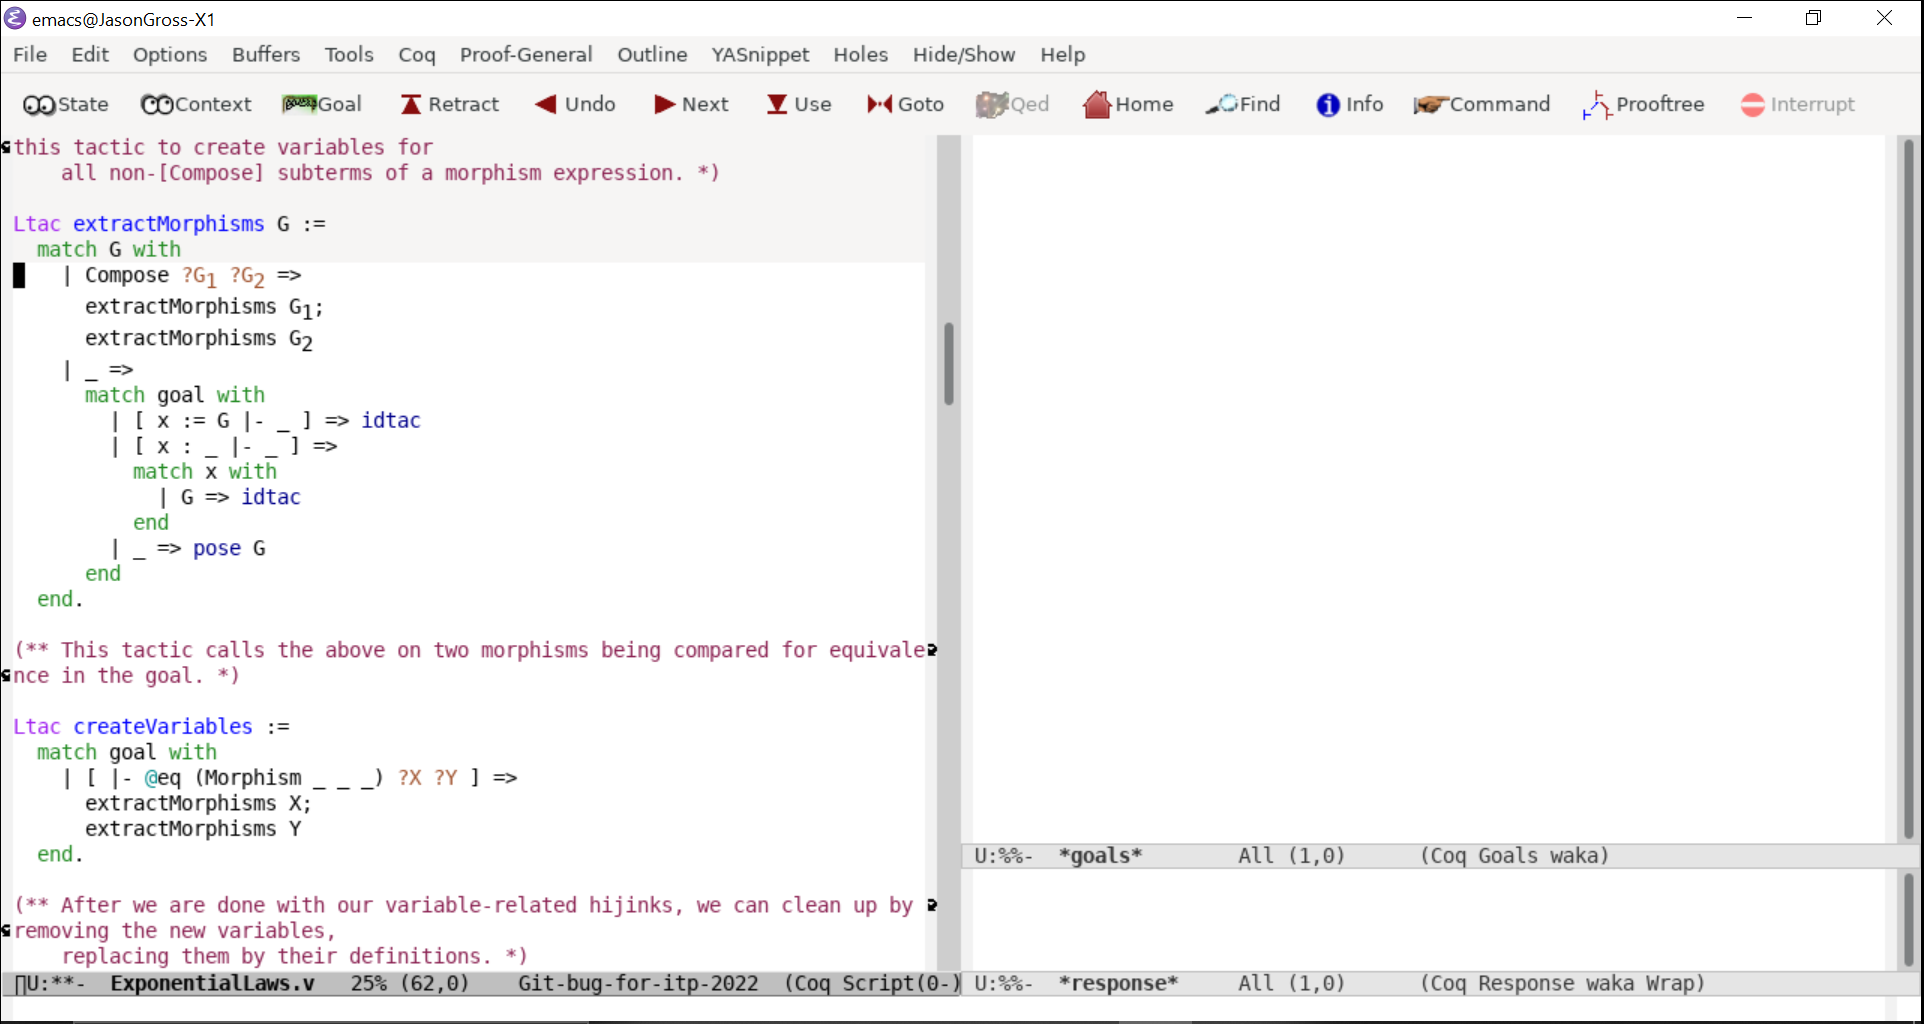 emacs@JasonGross-X1
File Edit Options Buffers Tools Coq Proof-General Outline YASnippet Holes Hide/Show Help
State Context Goal Retract Undo Next Use Goto Qed Home Find Info Command Prooftree Interrupt
this tactic to create variables for
    all non-[Compose] subterms of a morphism expression. *)
Ltac extractMorphisms G :=
  match G with
    | Compose ?G1 ?G2 =>
      extractMorphisms G1;
      extractMorphisms G2
    | _ =>
      match goal with
        | [ x := G |- _ ] => idtac
        | [ x : _ |- _ ] =>
          match x with
            | G => idtac
          end
        | _ => pose G
      end
  end.
(** This tactic calls the above on two morphisms being compared for equivale
nce in the goal. *)
Ltac createVariables :=
  match goal with
    | [ |- @eq (Morphism _ _ _) ?X ?Y ] =>
      extractMorphisms X;
      extractMorphisms Y
  end.
(** After we are done with our variable-related hijinks, we can clean up by
removing the new variables,
    replacing them by their definitions. *)
U:**-  ExponentialLaws.v   25% (62,0)    Git-bug-for-itp-2022  (Coq Script(0-)
U:%%-  *goals*        All (1,0)      (Coq Goals waka)
U:%%-  *response*     All (1,0)      (Coq Response waka Wrap)